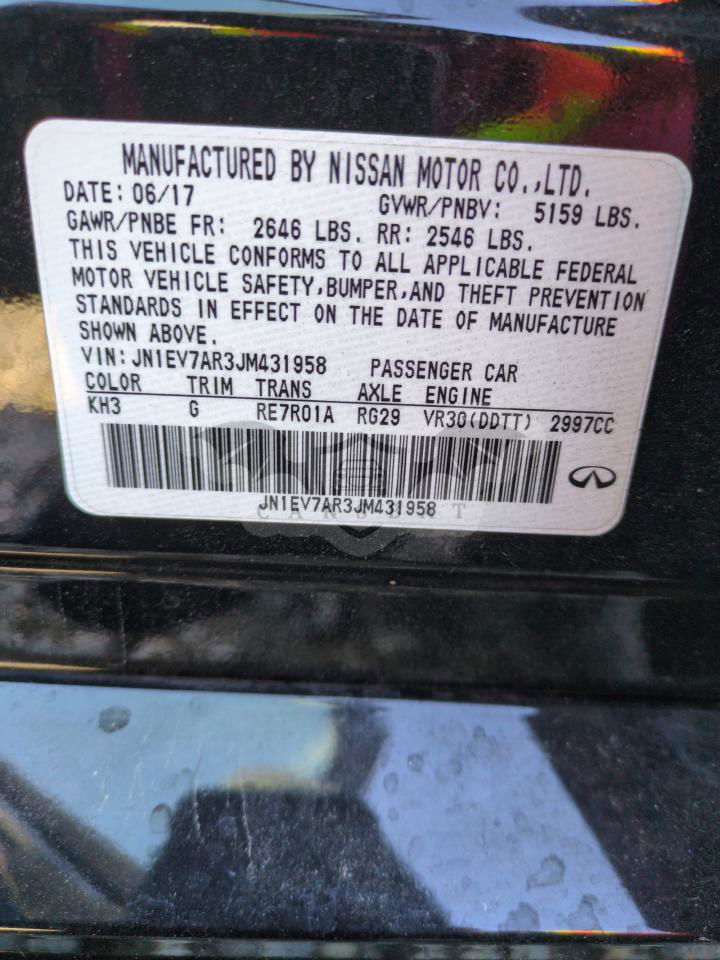 MANUFACTURED BY NISSAN MOTOR CO.,LTD.
DATE: 06/17 GVWR/PNBV: 5159 LBS.
GAWR/PNBE FR: 2646 LBS. RR: 2546 LBS.
THIS VEHICLE CONFORMS TO ALL APPLICABLE FEDERAL
MOTOR VEHICLE SAFETY,BUMPER,AND THEFT PREVENTION
STANDARDS IN EFFECT ON THE DATE OF MANUFACTURE
SHOWN ABOVE.
VIN:JN1EV7AR3JM431958 PASSENGER CAR
COLOR TRIM TRANS AXLE ENGINE
KH3 G RE7R01A RG29 VR30(DDTT) 2997CC
JN1EV7AR3JM431958